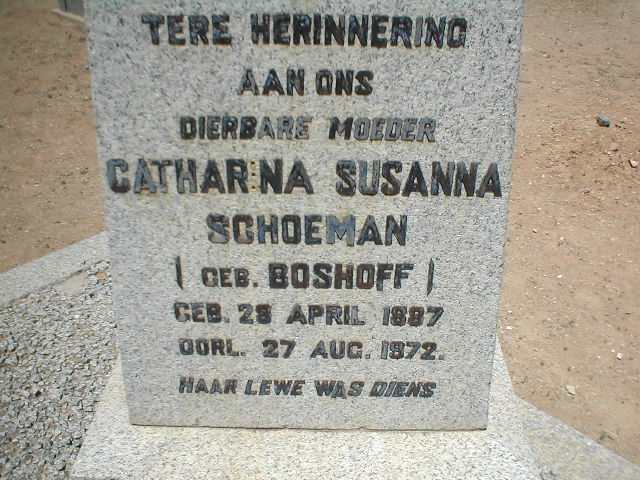 TERE HERINNERING
AAN ONS
DIERBARE MOEDER
CATHARINA SUSANNA
SCHOEMAN
( GEB. BOSHOFF )
GEB. 28 APRIL 1887
OORL. 27 AUG. 1972.
HAAR LEWE WAS DIENS